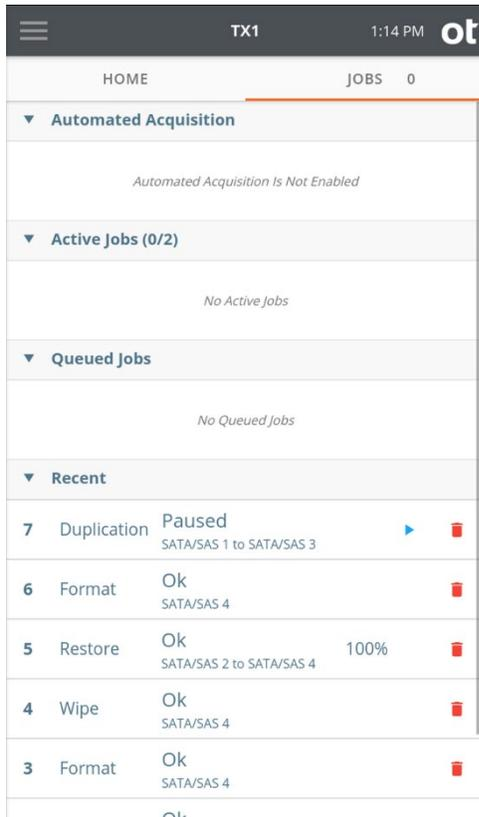 TX1
1:14 PM
ot
HOME
JOBS 0
Automated Acquisition
Automated Acquisition Is Not Enabled
Active Jobs (0/2)
No Active Jobs
Queued Jobs
No Queued Jobs
Recent
7 Duplication Paused
SATA/SAS 1 to SATA/SAS 3
6 Format Ok
SATA/SAS 4
5 Restore Ok 100%
SATA/SAS 2 to SATA/SAS 4
4 Wipe Ok
SATA/SAS 4
3 Format Ok
SATA/SAS 4
Ok